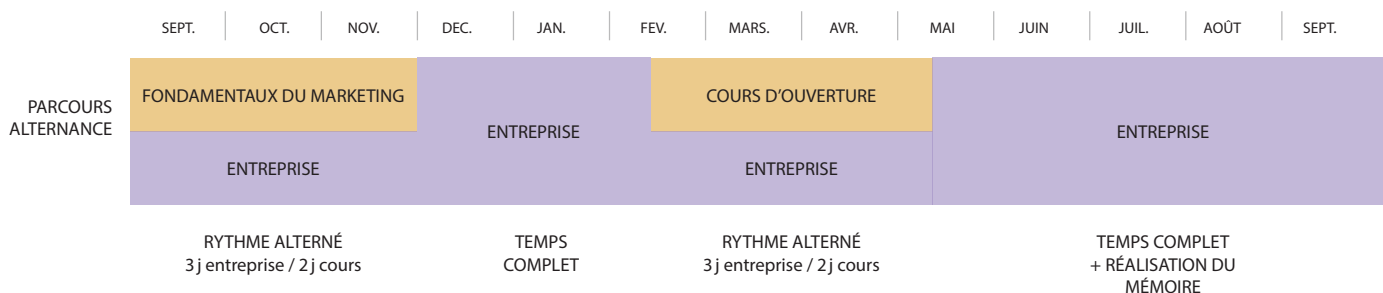 SEPT. OCT. NOV. DEC. JAN. FEV. MARS. AVR. MAI JUIN JUIL. AOÛT SEPT.
PARCOURS
ALTERNANCE
FONDAMENTAUX DU MARKETING
ENTREPRISE
ENTREPRISE
COURS D'OUVERTURE
ENTREPRISE
ENTREPRISE
RYTHME ALTERNÉ
3 j entreprise / 2 j cours
TEMPS
COMPLET
RYTHME ALTERNÉ
3 j entreprise / 2 j cours
TEMPS COMPLET
+ RÉALISATION DU
MÉMOIRE